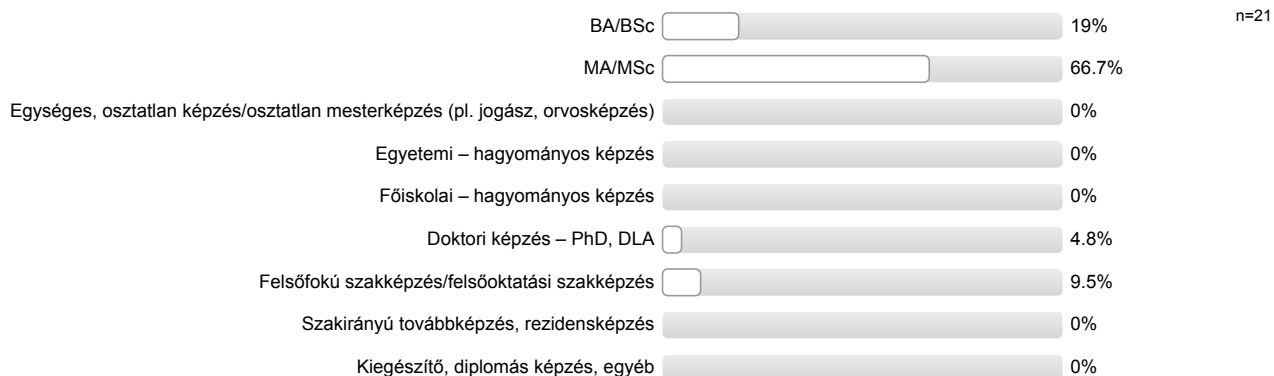 BA/BSc 19% n=21
MA/MSc 66.7%
Egységes, osztatlan képzés/osztatlan mesterképzés (pl. jogász, orvosképzés) 0%
Egyetemi – hagyományos képzés 0%
Főiskolai – hagyományos képzés 0%
Doktori képzés – PhD, DLA 4.8%
Felsőfokú szakképzés/felsőoktatási szakképzés 9.5%
Szakirányú továbbképzés, rezidensképzés 0%
Kiegészítő, diplomás képzés, egyéb 0%